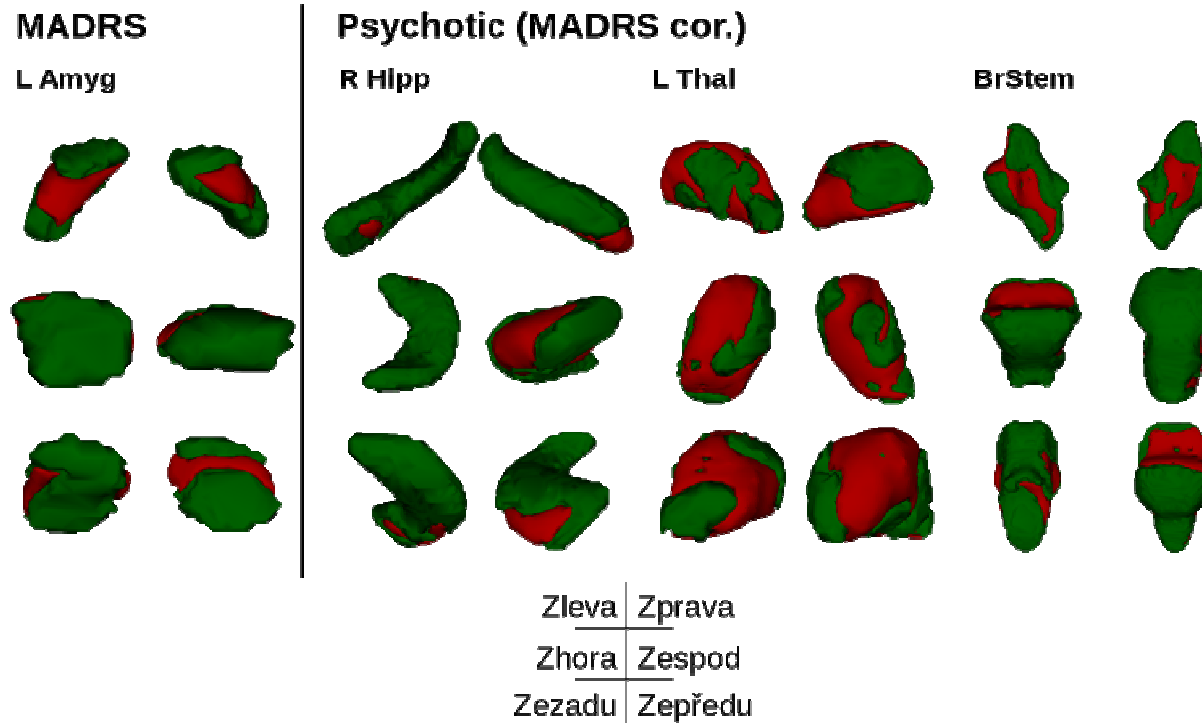 MADRS
Psychotic (MADRS cor.)
L Amyg
R Hipp
L Thal
BrStem
Zleva Zprava
Zhora Zespod
Zezadu Zepředu